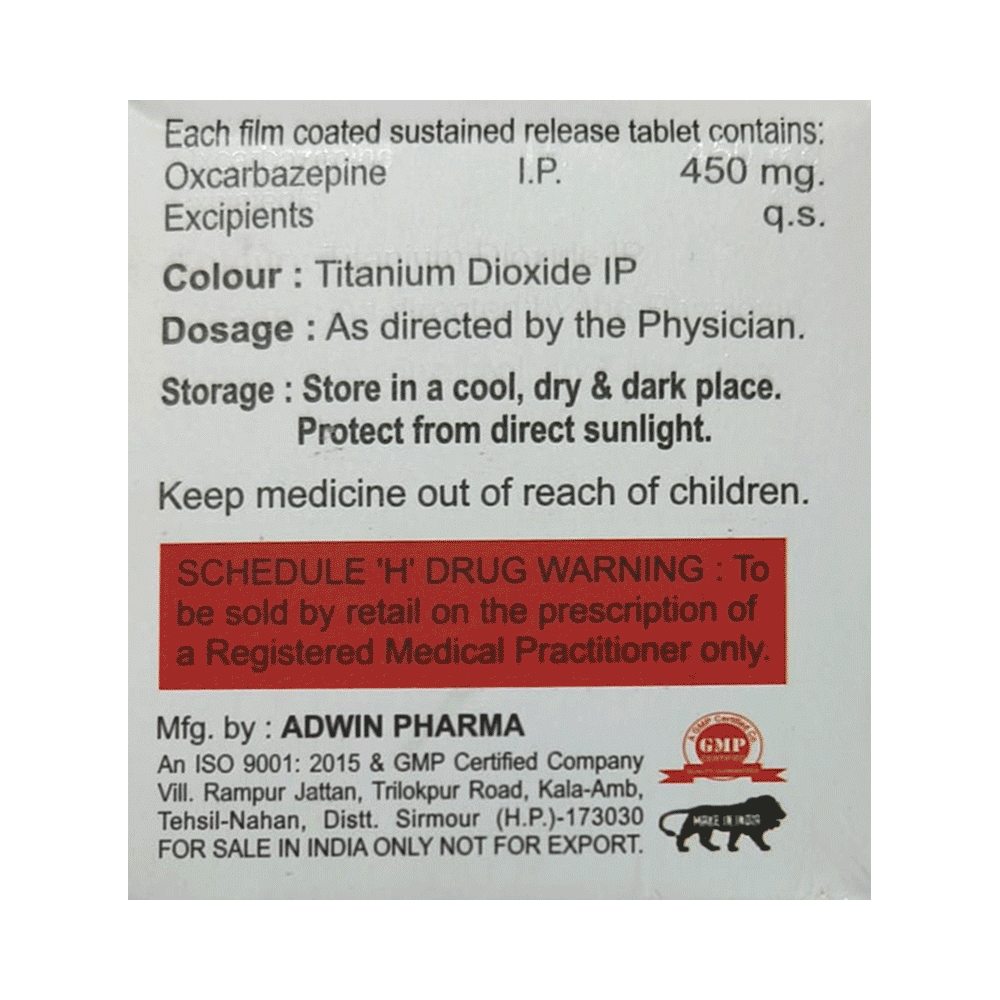 Each film coated sustained release tablet contains:
Oxcarbazepine I.P. 450 mg.
Excipients q.s.
Colour : Titanium Dioxide IP
Dosage : As directed by the Physician.
Storage : Store in a cool, dry & dark place.
Protect from direct sunlight.
Keep medicine out of reach of children.
SCHEDULE 'H' DRUG WARNING : To
be sold by retail on the prescription of
a Registered Medical Practitioner only.
Mfg. by : ADWIN PHARMA
An ISO 9001: 2015 & GMP Certified Company
Vill. Rampur Jattan, Trilokpur Road, Kala-Amb,
Tehsil-Nahan, Distt. Sirmour (H.P.)-173030
FOR SALE IN INDIA ONLY NOT FOR EXPORT.
A GMP Certified Co.
GMP
CERTIFIED
MAKE IN INDIA